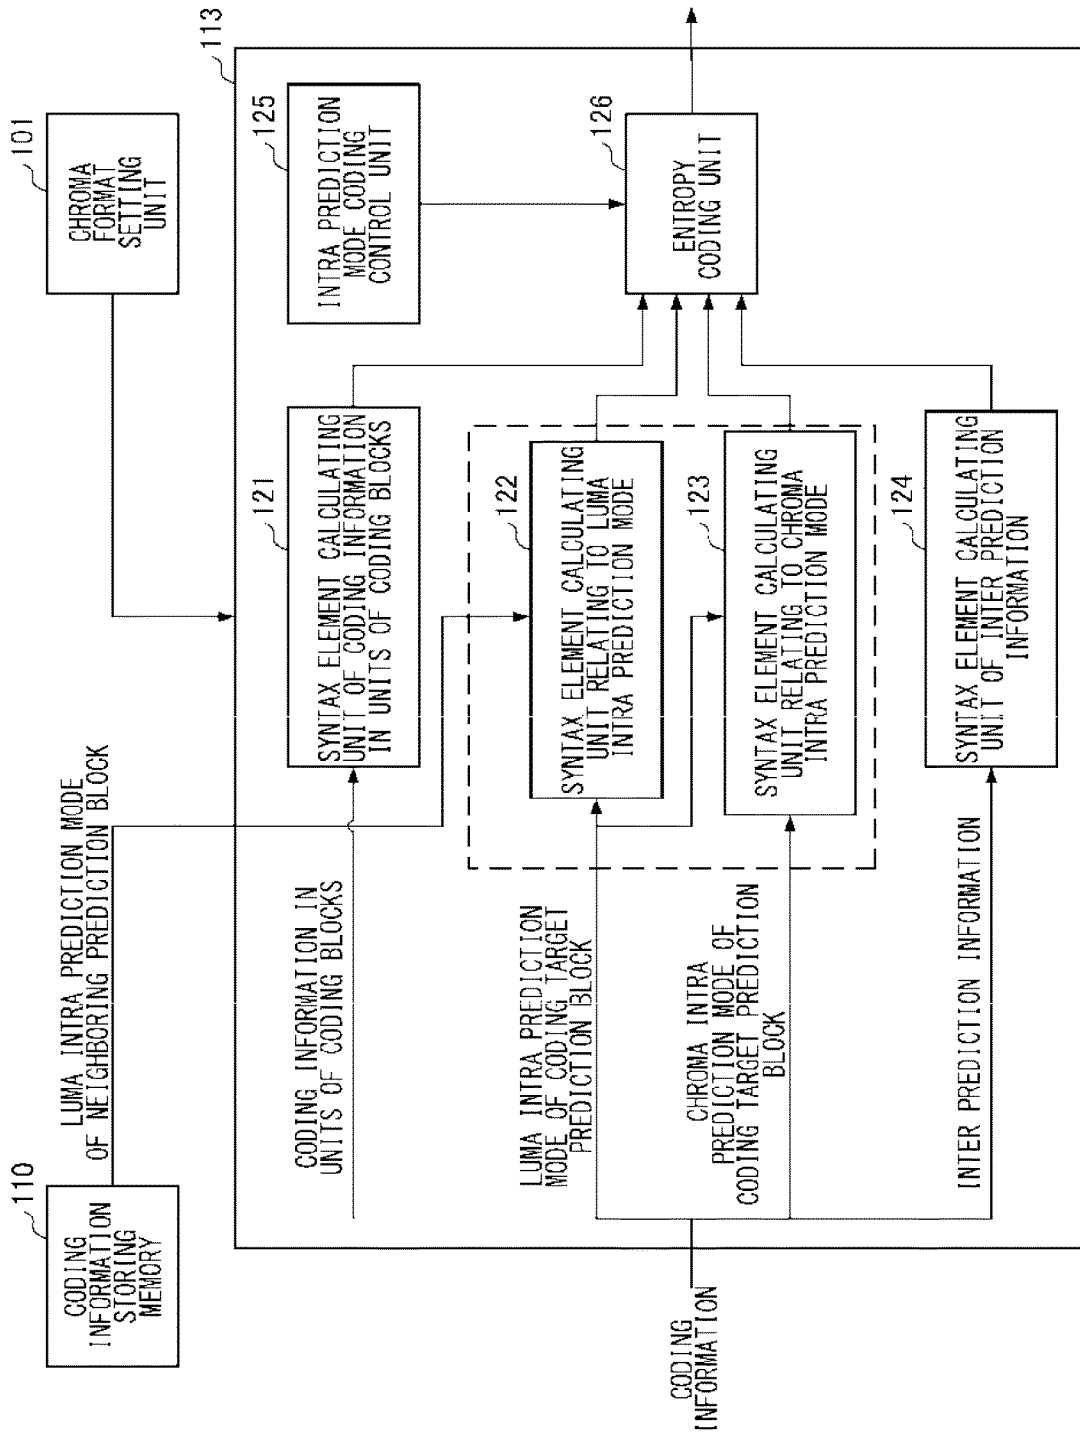 110
CODING
INFORMATION
STORING
MEMORY
LUMA INTRA PREDICTION MODE
OF NEIGHBORING PREDICTION BLOCK
101
CHROMA
FORMAT
SETTING
UNIT
113
CODING INFORMATION IN
UNITS OF CODING BLOCKS
121
SYNTAX ELEMENT CALCULATING
UNIT OF CODING INFORMATION
IN UNITS OF CODING BLOCKS
125
INTRA PREDICTION
MODE CODING
CONTROL UNIT
LUMA INTRA PREDICTION
MODE OF CODING TARGET
PREDICTION BLOCK
122
SYNTAX ELEMENT CALCULATING
UNIT RELATING TO LUMA
INTRA PREDICTION MODE
126
ENTROPY
CODING UNIT
CODING
INFORMATION
CHROMA INTRA
PREDICTION MODE OF
CODING TARGET PREDICTION
BLOCK
123
SYNTAX ELEMENT CALCULATING
UNIT RELATING TO CHROMA
INTRA PREDICTION MODE
INTER PREDICTION INFORMATION
124
SYNTAX ELEMENT CALCULATING
UNIT OF INTER PREDICTION
INFORMATION